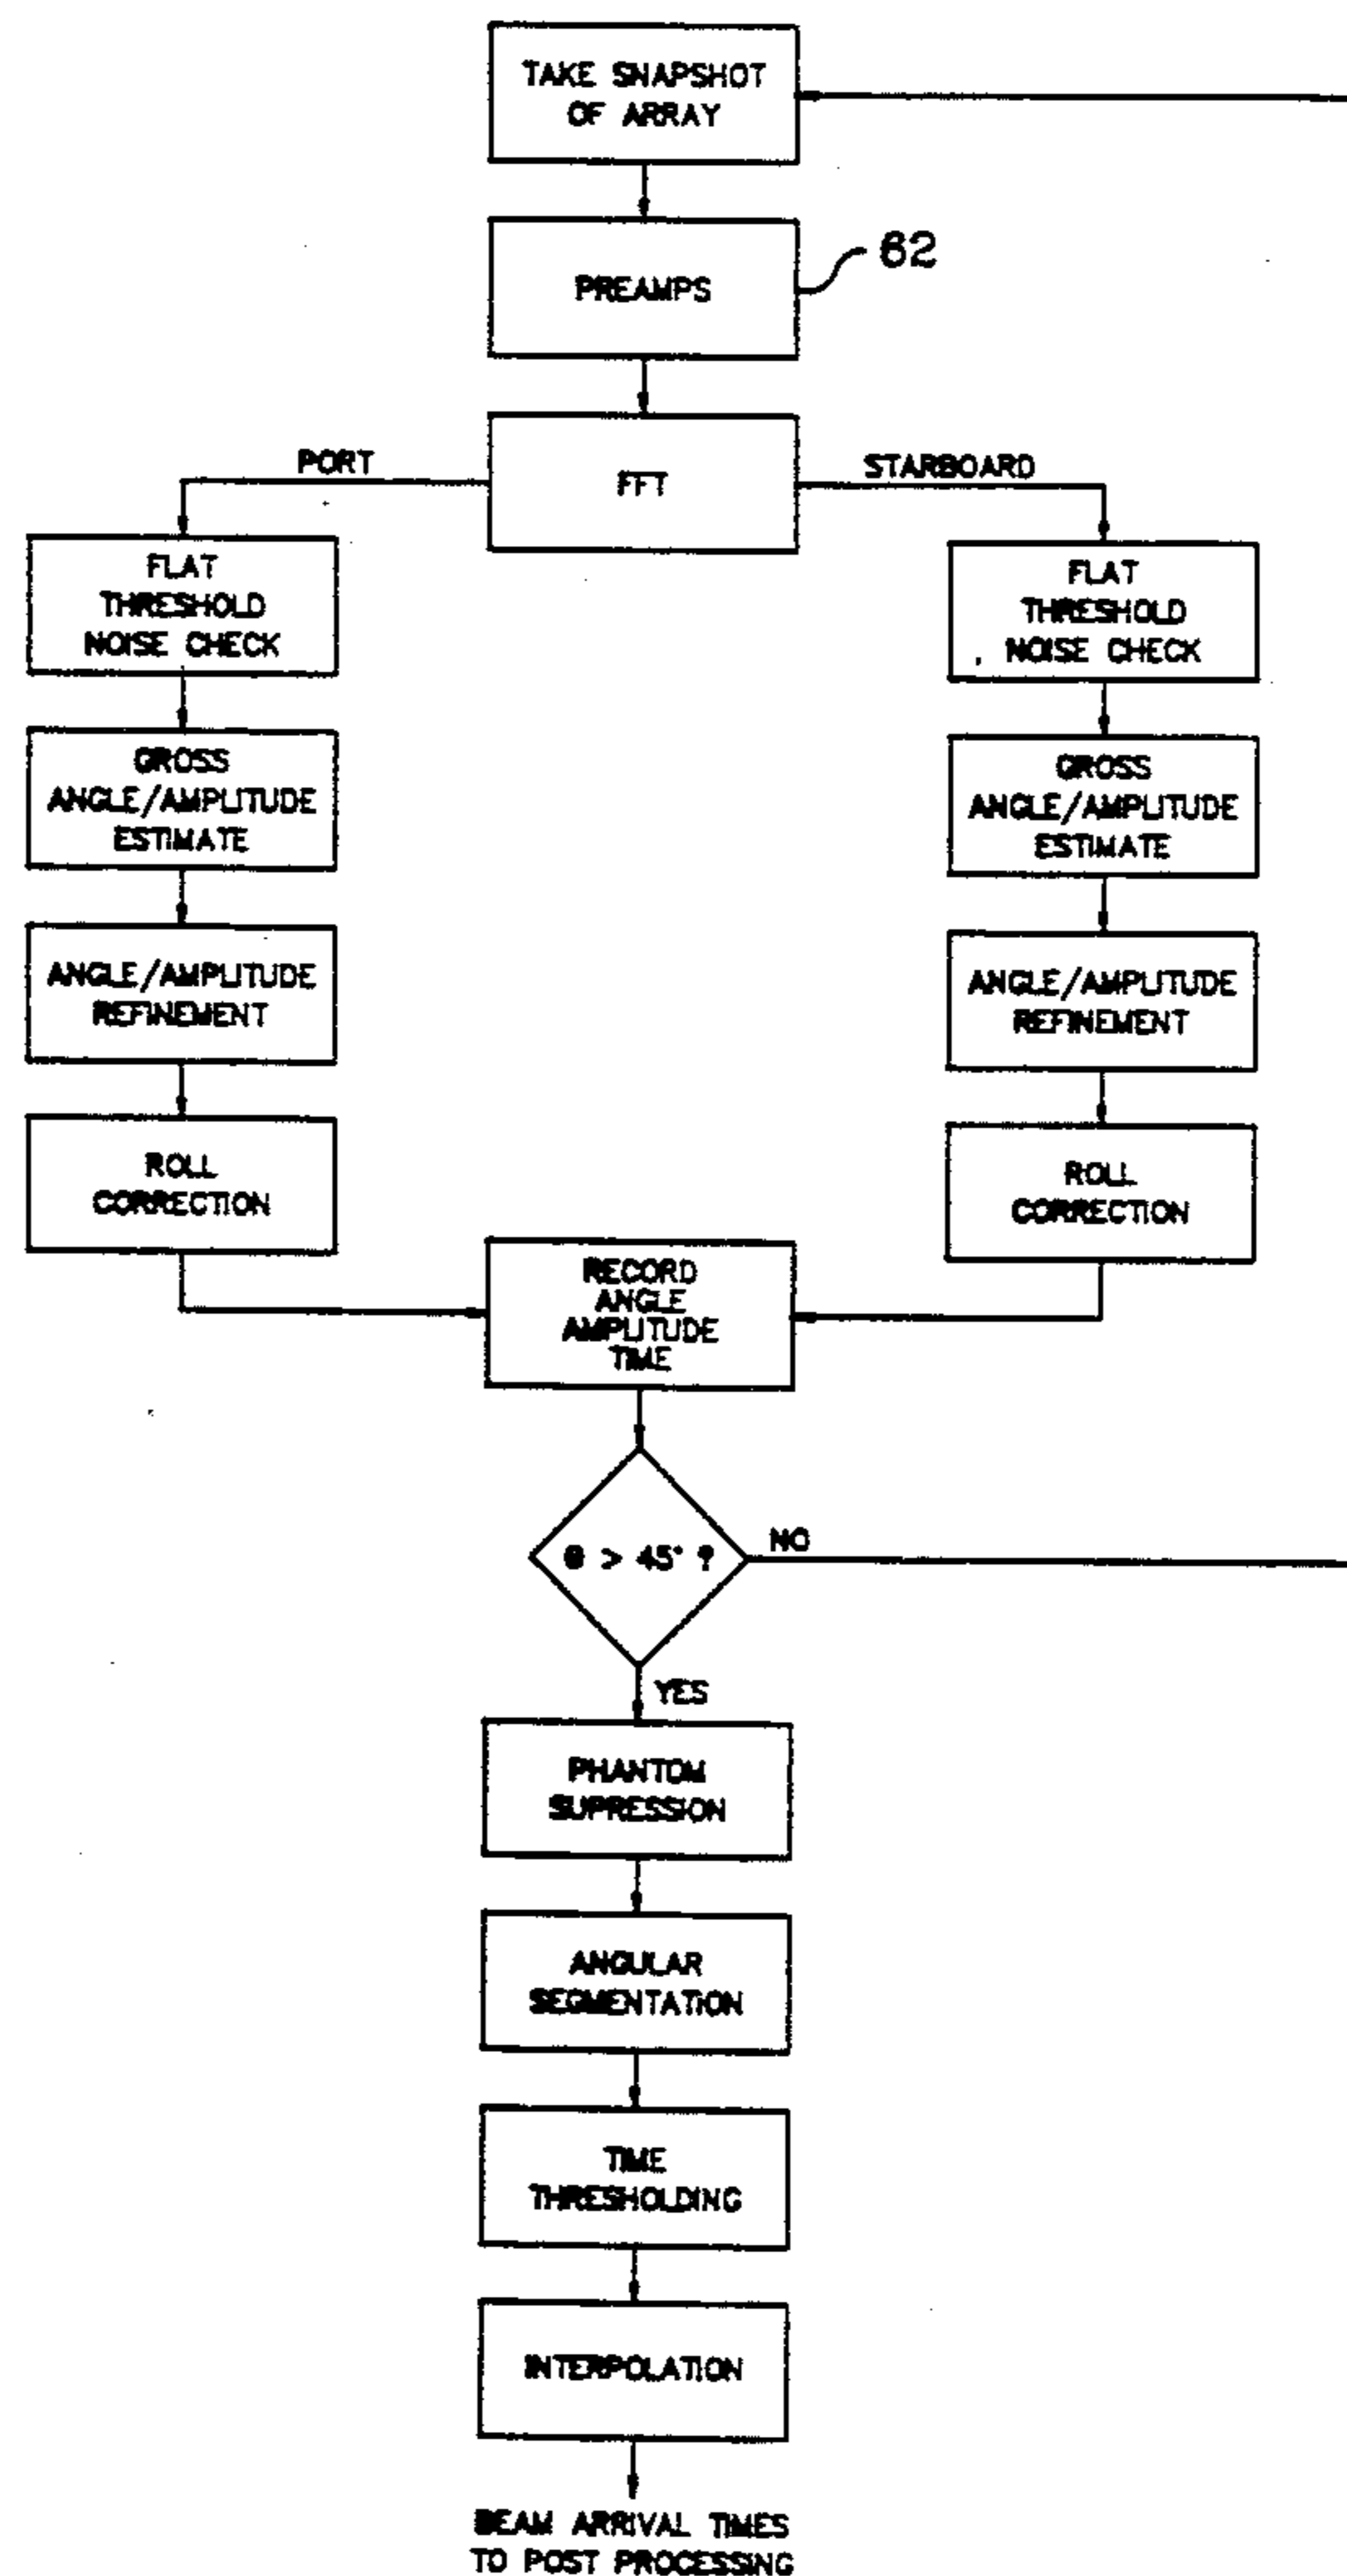 TAKE SNAPSHOT
OF ARRAY
PREAMPS
62
FFT
PORT
STARBOARD
FLAT
THRESHOLD
NOISE CHECK
GROSS
ANGLE/AMPLITUDE
ESTIMATE
ANGLE/AMPLITUDE
REFINEMENT
ROLL
CORRECTION
FLAT
THRESHOLD
NOISE CHECK
GROSS
ANGLE/AMPLITUDE
ESTIMATE
ANGLE/AMPLITUDE
REFINEMENT
ROLL
CORRECTION
RECORD
ANGLE
AMPLITUDE
TIME
θ > 45° ?
NO
YES
PHANTOM
SUPRESSION
ANGULAR
SEGMENTATION
TIME
THRESHOLDING
INTERPOLATION
BEAM ARRIVAL TIMES
TO POST PROCESSING